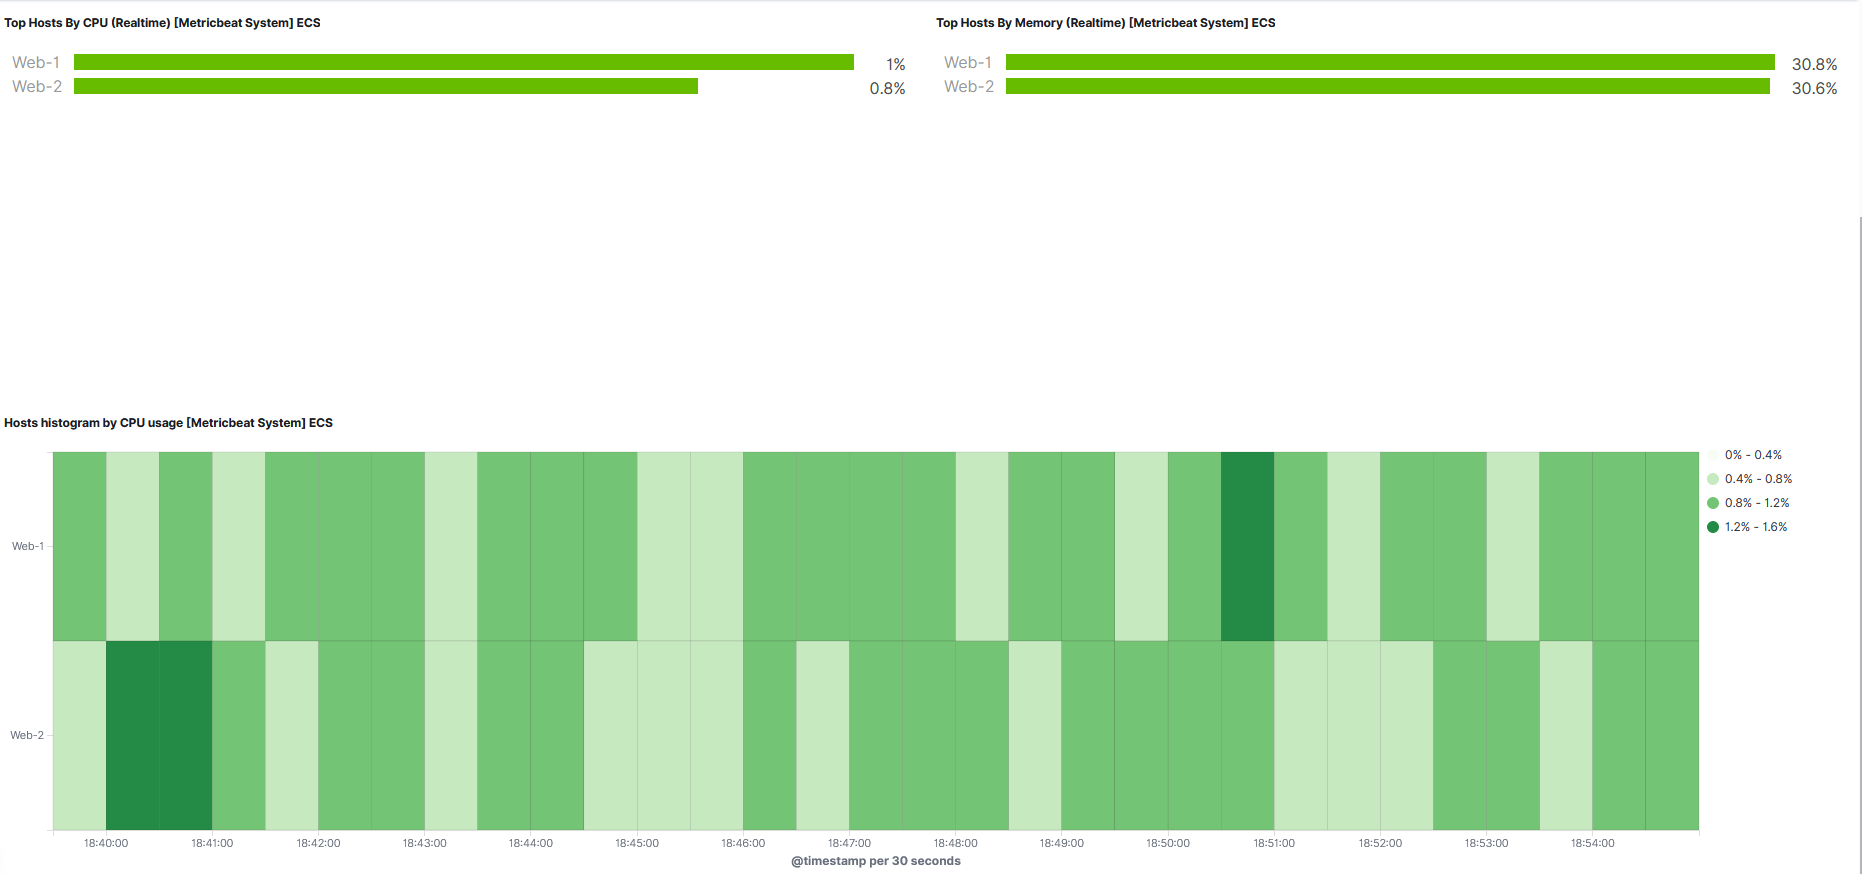 Top Hosts By CPU (Realtime) [Metricbeat System] ECS
Web-1 1%
Web-2 0.8%
Top Hosts By Memory (Realtime) [Metricbeat System] ECS
Web-1 30.8%
Web-2 30.6%
Hosts histogram by CPU usage [Metricbeat System] ECS
0% - 0.4%
0.4% - 0.8%
0.8% - 1.2%
1.2% - 1.6%
Web-1
Web-2
18:40:00 18:41:00 18:42:00 18:43:00 18:44:00 18:45:00 18:46:00 18:47:00 18:48:00 18:49:00 18:50:00 18:51:00 18:52:00 18:53:00 18:54:00
@timestamp per 30 seconds